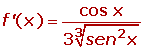 f'(x) = cos x / 3∛sen²x